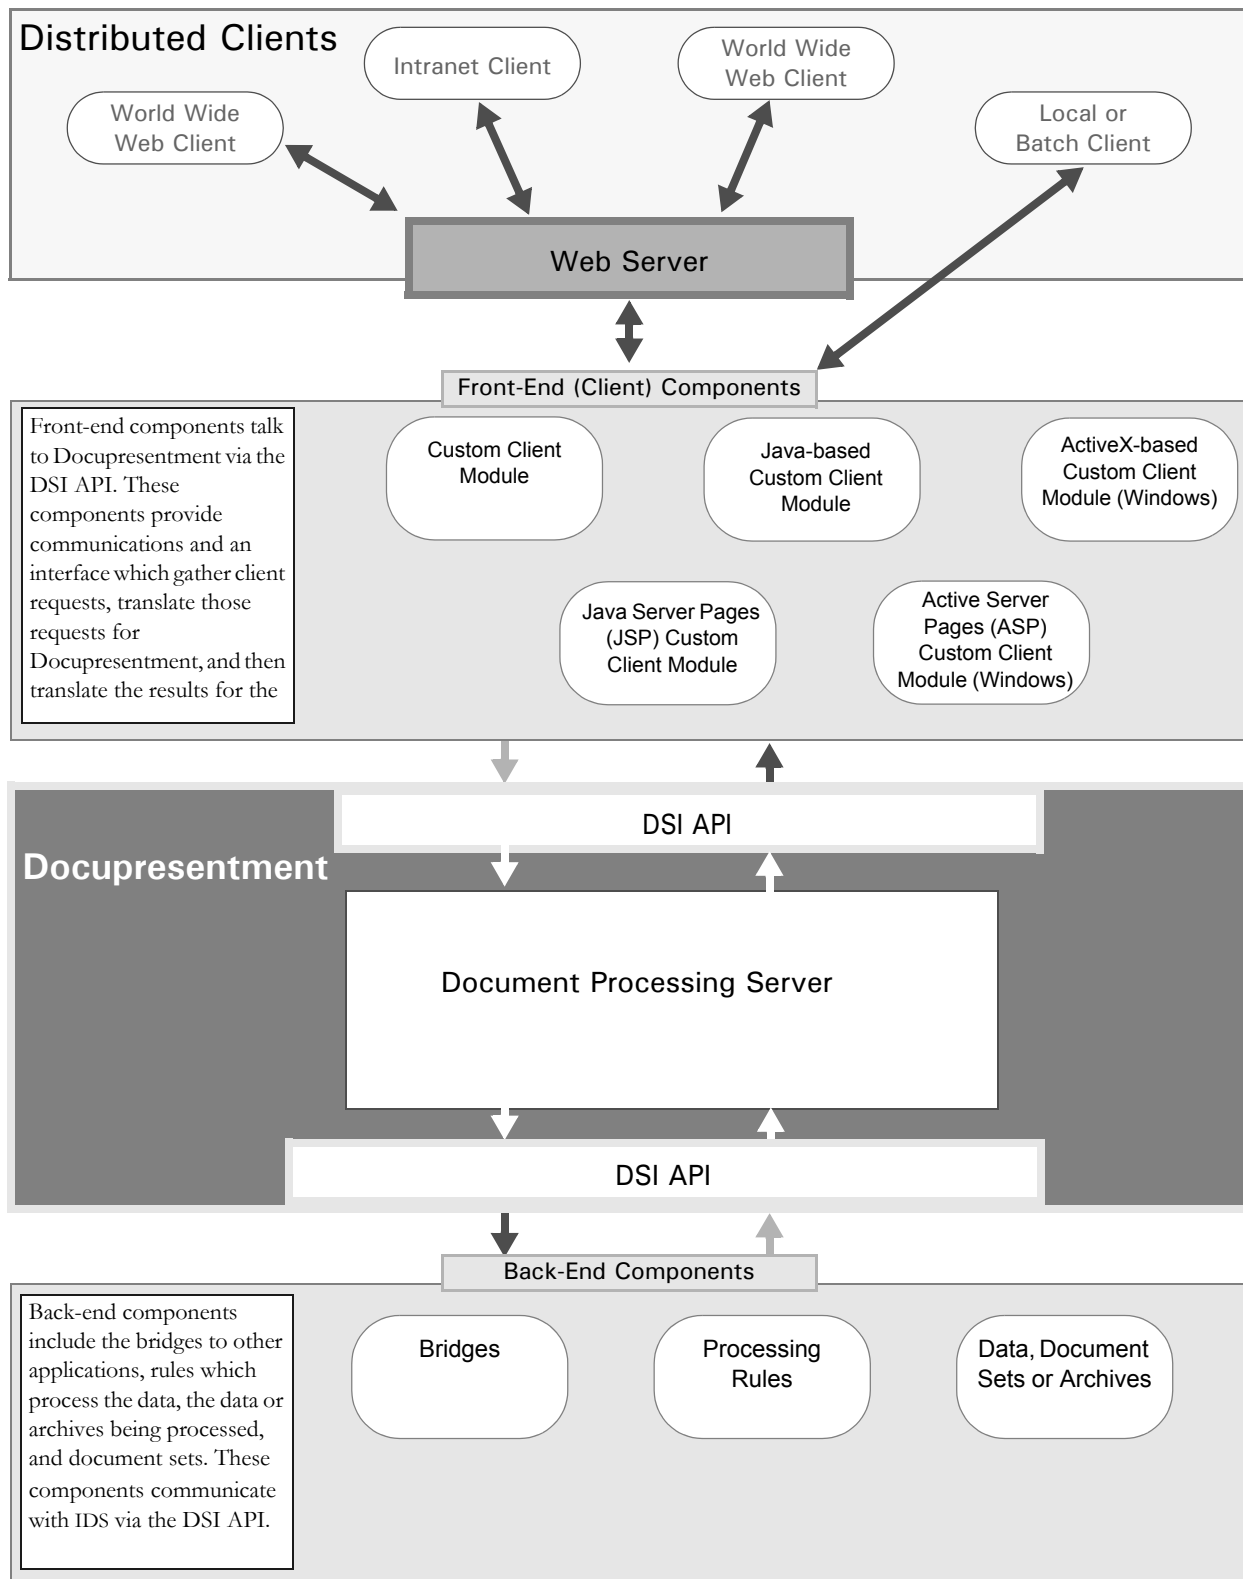 Distributed Clients
World Wide
Web Client
Intranet Client
World Wide
Web Client
Local or
Batch Client
Web Server
Front-End (Client) Components
Front-end components talk
to Docupresentment via the
DSI API. These
components provide
communications and an
interface which gather client
requests, translate those
requests for
Docupresentment, and then
translate the results for the
Custom Client
Module
Java-based
Custom Client
Module
ActiveX-based
Custom Client
Module (Windows)
Java Server Pages
(JSP) Custom
Client Module
Active Server
Pages (ASP)
Custom Client
Module (Windows)
DSI API
Docupresentment
Document Processing Server
DSI API
Back-End Components
Back-end components
include the bridges to other
applications, rules which
process the data, the data or
archives being processed,
and document sets. These
components communicate
with IDS via the DSI API.
Bridges
Processing
Rules
Data, Document
Sets or Archives